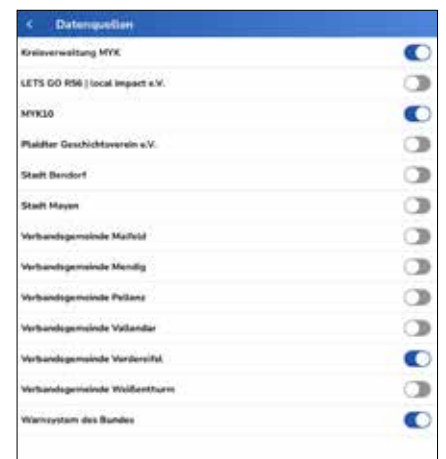 < Datenquellen
Kreisverwaltung MYK
LETS GO R56 | local impact e.V.
MYK10
Plaidter Geschichtsverein e.V.
Stadt Bendorf
Stadt Mayen
Verbandsgemeinde Maifeld
Verbandsgemeinde Mendig
Verbandsgemeinde Pellenz
Verbandsgemeinde Vallendar
Verbandsgemeinde Vordereifel
Verbandsgemeinde Weißenthurm
Warnsystem des Bundes